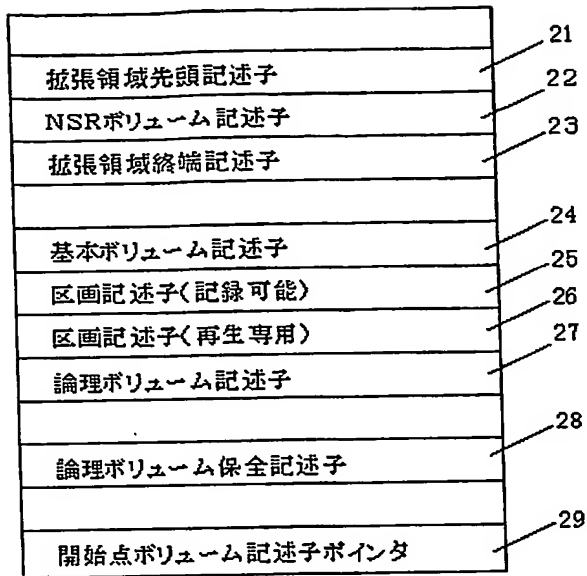 拡張領域先頭記述子 21
NSRボリューム記述子 22
拡張領域終端記述子 23
基本ボリューム記述子 24
区画記述子(記録可能) 25
区画記述子(再生専用) 26
論理ボリューム記述子 27
論理ボリューム保全記述子 28
開始点ボリューム記述子ポインタ 29